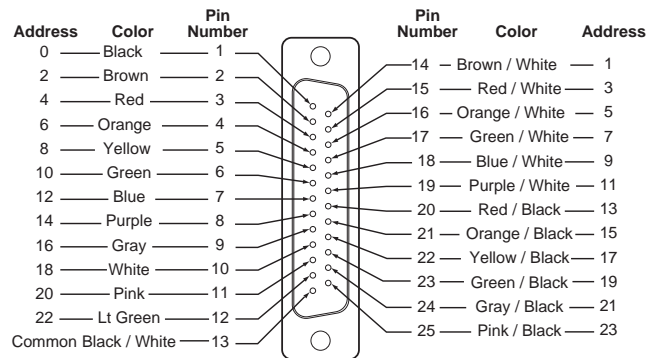 Address Color Pin Number
0 Black 1
2 Brown 2
4 Red 3
6 Orange 4
8 Yellow 5
10 Green 6
12 Blue 7
14 Purple 8
16 Gray 9
18 White 10
20 Pink 11
22 Lt Green 12
Common Black / White 13
Pin Number Color Address
14 Brown / White 1
15 Red / White 3
16 Orange / White 5
17 Green / White 7
18 Blue / White 9
19 Purple / White 11
20 Red / Black 13
21 Orange / Black 15
22 Yellow / Black 17
23 Green / Black 19
24 Gray / Black 21
25 Pink / Black 23